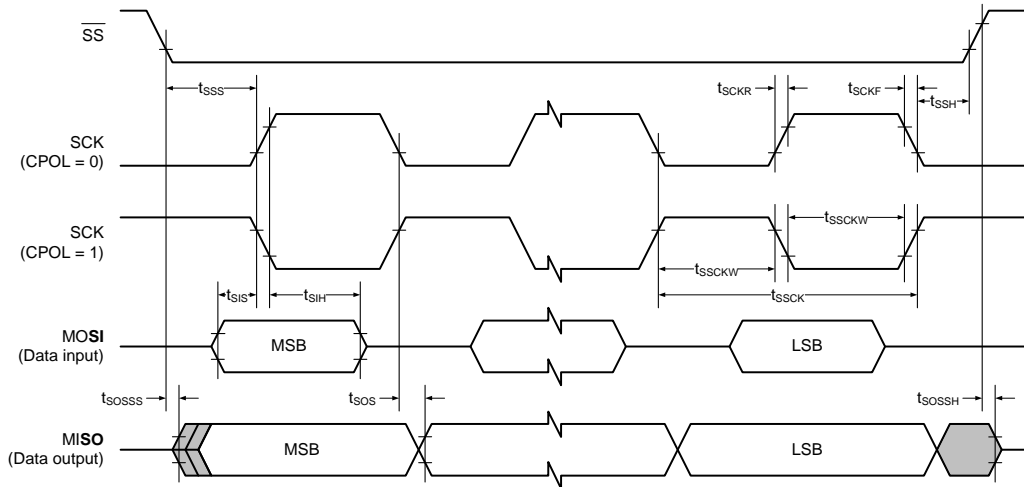 SS
tSSS
tSCKR
tSCKF
tSSH
SCK
(CPOL = 0)
SCK
(CPOL = 1)
tSSCKW
tSSCKW
tSIS
tSIH
tSSCK
MOSI
(Data input)
MSB
LSB
tSOSSS
tSOS
tSOSSH
MISO
(Data output)
MSB
LSB